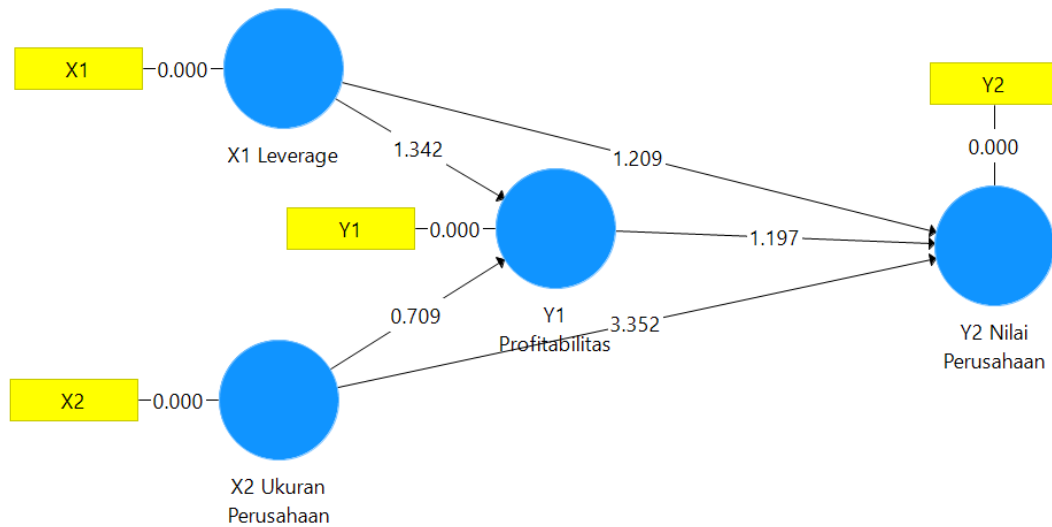 X1
0.000
X1 Leverage
Y2
0.000
1.342
1.209
Y1
0.000
1.197
Y1
Profitabilitas
0.709
3.352
Y2 Nilai
Perusahaan
X2
0.000
X2 Ukuran
Perusahaan